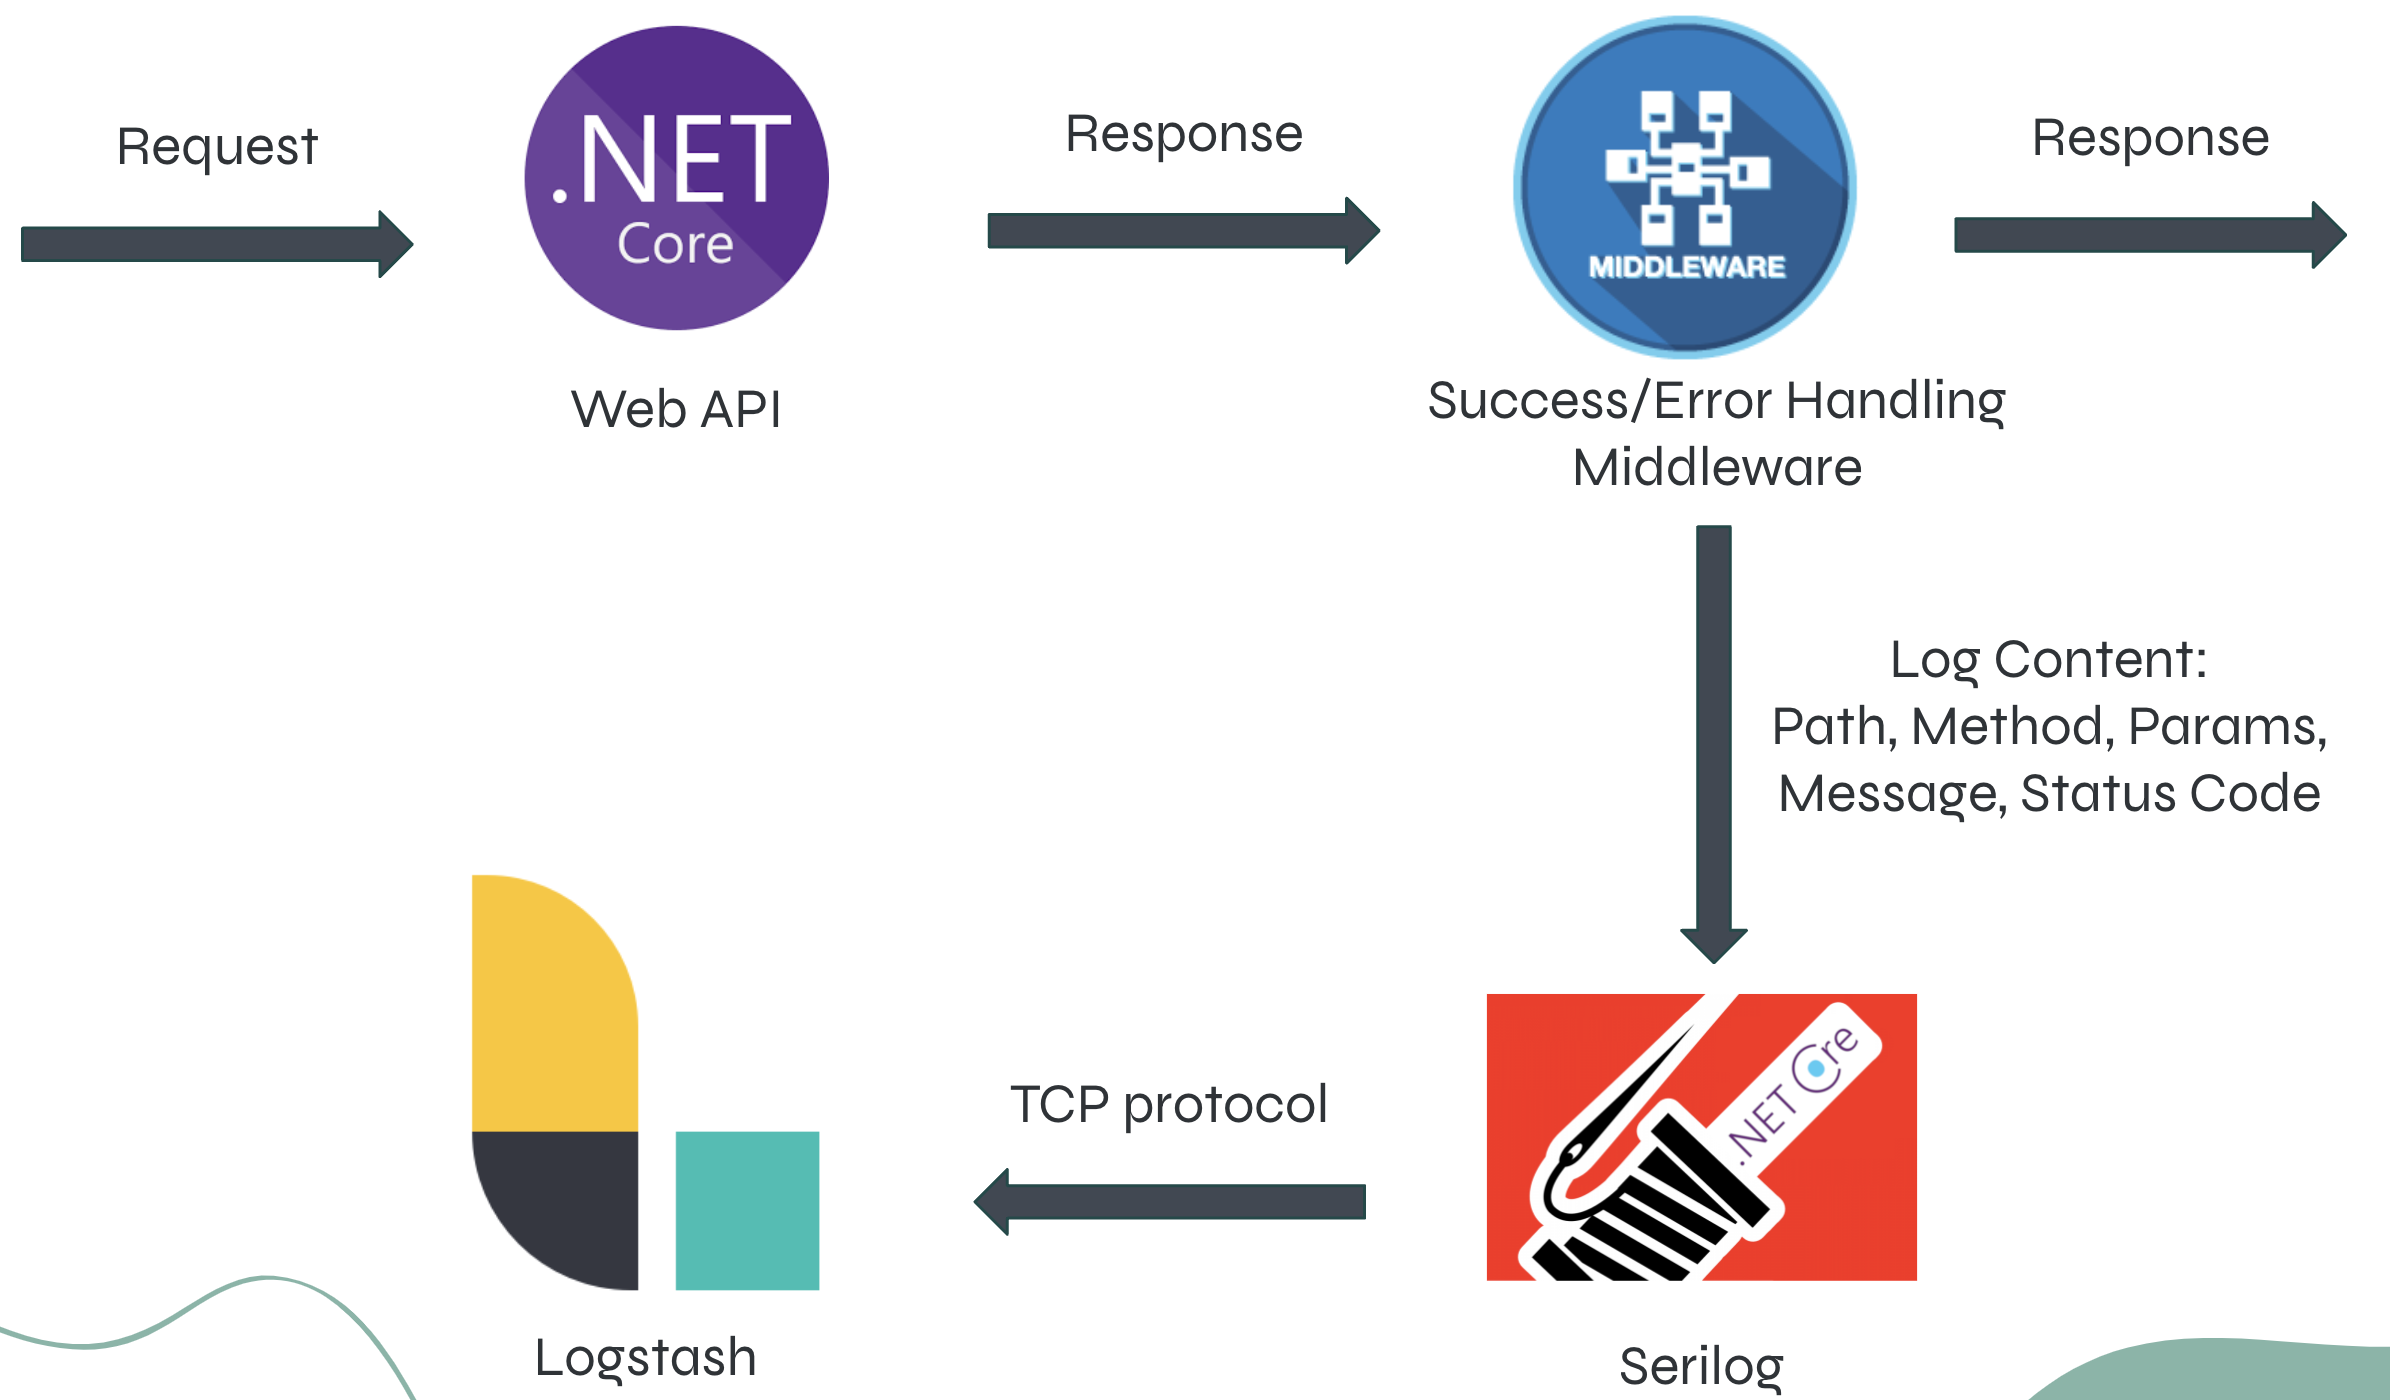 Request
.NET
Core
Web API
Response
MIDDLEWARE
Success/Error Handling
Middleware
Response
Log Content:
Path, Method, Params,
Message, Status Code
.NET Core
Serilog
TCP protocol
Logstash